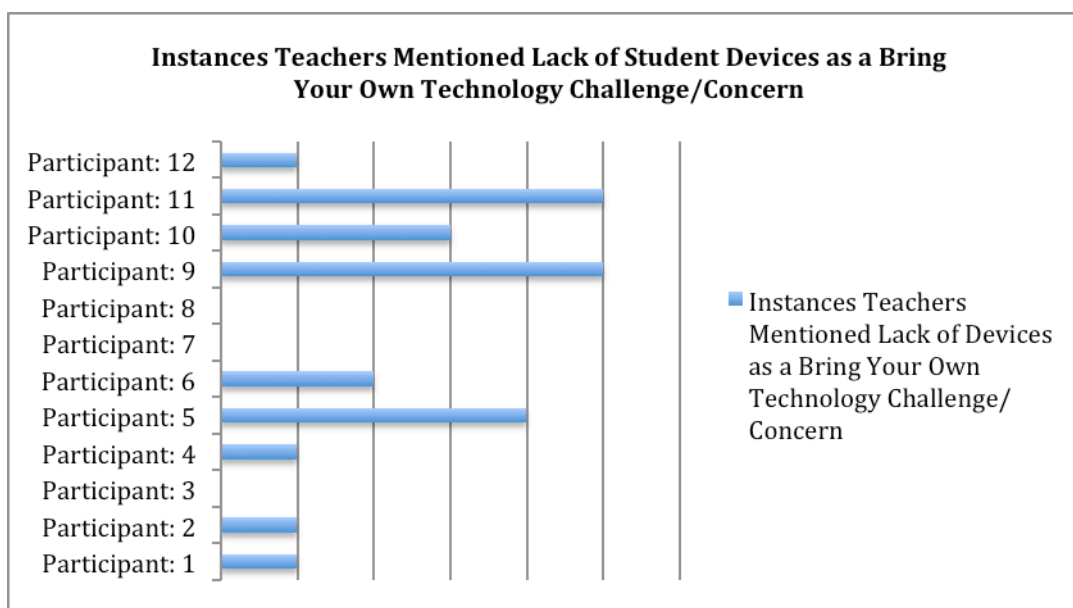 Instances Teachers Mentioned Lack of Student Devices as a Bring
Your Own Technology Challenge/Concern
Participant: 12
Participant: 11
Participant: 10
Participant: 9
Participant: 8
Participant: 7
Participant: 6
Participant: 5
Participant: 4
Participant: 3
Participant: 2
Participant: 1
Instances Teachers
Mentioned Lack of Devices
as a Bring Your Own
Technology Challenge/
Concern